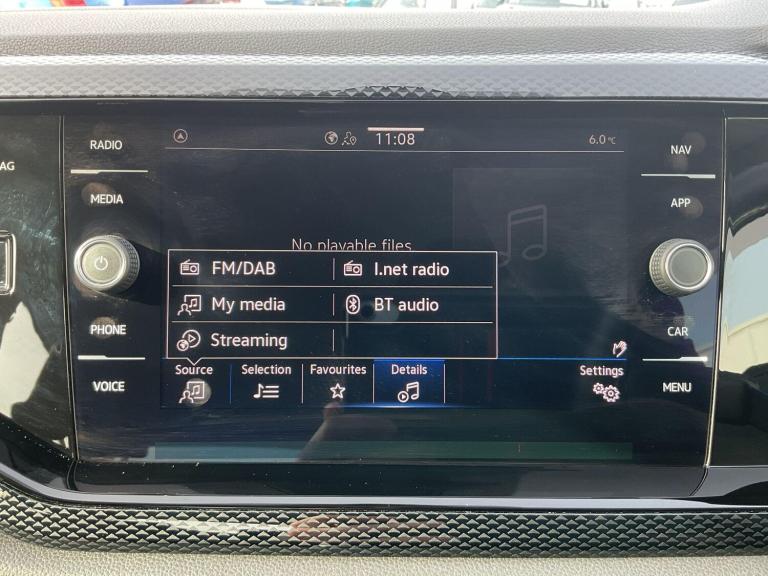 RADIO
MEDIA
PHONE
VOICE
AG
11:08
6.0°C
No playable files
FM/DAB
I.net radio
My media
BT audio
Streaming
Source
Selection
Favourites
Details
Settings
NAV
APP
CAR
MENU